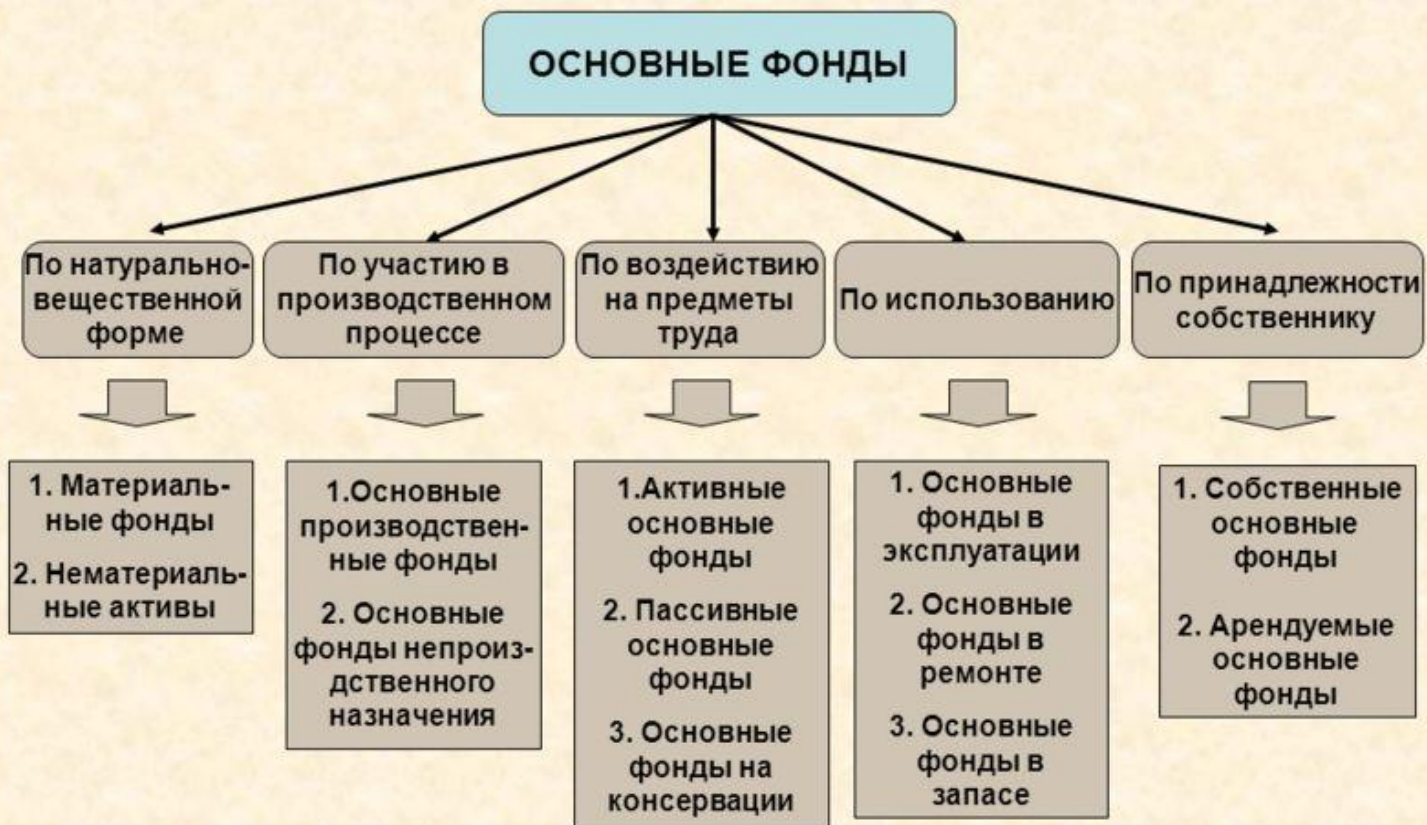 ОСНОВНЫЕ ФОНДЫ
По натурально-
вещественной
форме
По участию в
производственном
процессе
По воздействию
на предметы
труда
По использованию
По принадлежности
собственнику
1. Материаль-
ные фонды
2. Нематериаль-
ные активы
1.Основные
производствен-
ные фонды
2. Основные
фонды непроиз-
дственного
назначения
1.Активные
основные
фонды
2. Пассивные
основные
фонды
3. Основные
фонды на
консервации
1. Основные
фонды в
эксплуатации
2. Основные
фонды в
ремонте
3. Основные
фонды в
запасе
1. Собственные
основные
фонды
2. Арендуемые
основные
фонды